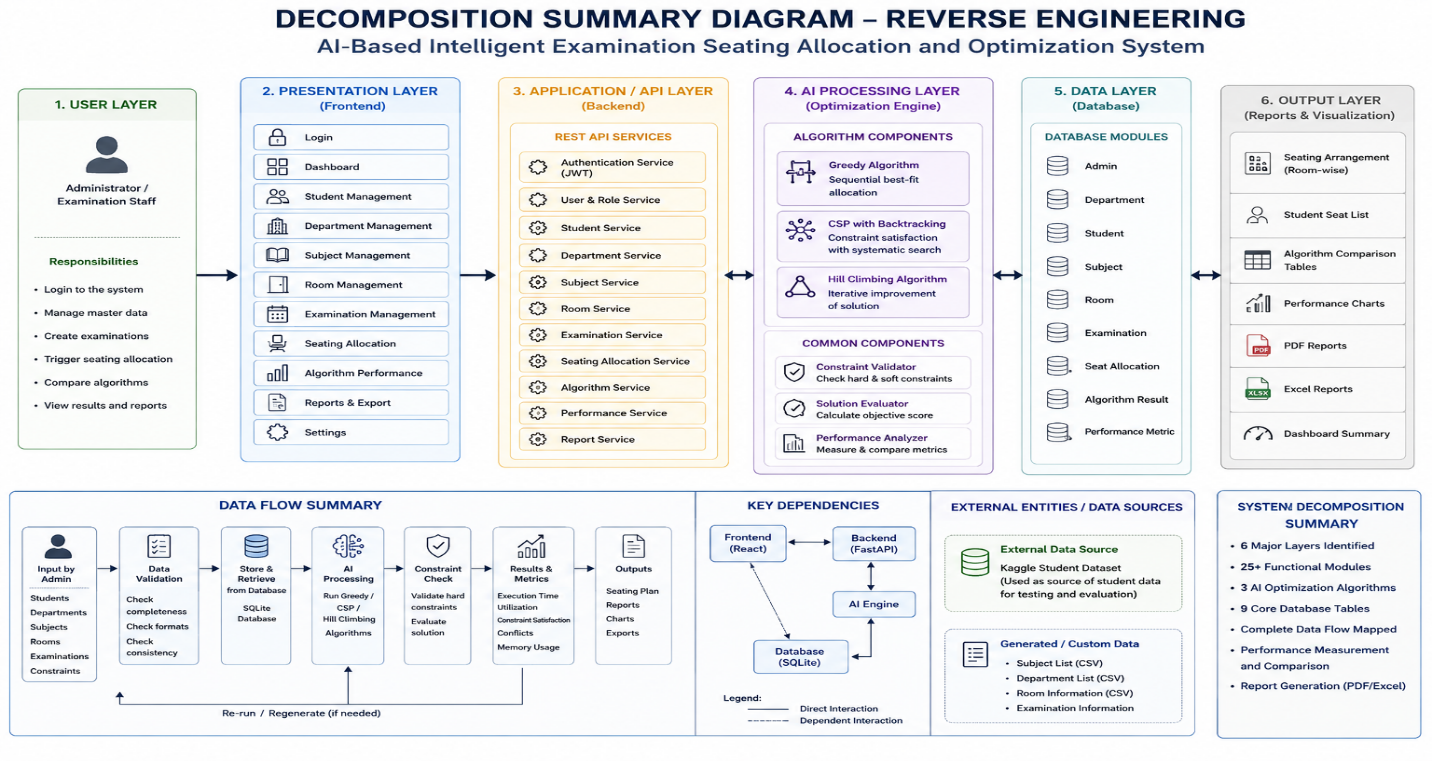 DECOMPOSITION SUMMARY DIAGRAM – REVERSE ENGINEERING
AI-Based Intelligent Examination Seating Allocation and Optimization System
1. USER LAYER
Administrator /
Examination Staff
Responsibilities
• Login to the system
• Manage master data
• Create examinations
• Trigger seating allocation
• Compare algorithms
• View results and reports
2. PRESENTATION LAYER
(Frontend)
Login
Dashboard
Student Management
Department Management
Subject Management
Room Management
Examination Management
Seating Allocation
Algorithm Performance
Reports & Export
Settings
3. APPLICATION / API LAYER
(Backend)
REST API SERVICES
Authentication Service
(JWT)
User & Role Service
Student Service
Department Service
Subject Service
Room Service
Examination Service
Seating Allocation Service
Algorithm Service
Performance Service
Report Service
4. AI PROCESSING LAYER
(Optimization Engine)
ALGORITHM COMPONENTS
Greedy Algorithm
Sequential best-fit
allocation
CSP with Backtracking
Constraint satisfaction
with systematic search
Hill Climbing Algorithm
Iterative improvement
of solution
COMMON COMPONENTS
Constraint Validator
Check hard & soft constraints
Solution Evaluator
Calculate objective score
Performance Analyzer
Measure & compare metrics
5. DATA LAYER
(Database)
DATABASE MODULES
Admin
Department
Student
Subject
Room
Examination
Seat Allocation
Algorithm Result
Performance Metric
6. OUTPUT LAYER
(Reports & Visualization)
Seating Arrangement
(Room-wise)
Student Seat List
Algorithm Comparison
Tables
Performance Charts
PDF
PDF Reports
XLSX
Excel Reports
Dashboard Summary
DATA FLOW SUMMARY
Input by
Admin
Students
Departments
Subjects
Rooms
Examinations
Constraints
Data
Validation
Check
completeness
Check formats
Check
consistency
Store &
Retrieve
from Database
SQLite
Database
AI
Processing
Run Greedy /
CSP /
Hill Climbing
Algorithms
Constraint
Check
Validate hard
constraints
Evaluate
solution
Results &
Metrics
Execution Time
Utilization
Constraint Satisfaction
Conflicts
Memory Usage
Outputs
Seating Plan
Reports
Charts
Exports
Re-run / Regenerate (if needed)
KEY DEPENDENCIES
Frontend
(React)
Backend
(FastAPI)
AI Engine
Database
(SQLite)
Legend:
Direct Interaction
Dependent Interaction
EXTERNAL ENTITIES / DATA SOURCES
External Data Source
Kaggle Student Dataset
(Used as source of student data
for testing and evaluation)
Generated / Custom Data
• Subject List (CSV)
• Department List (CSV)
• Room Information (CSV)
• Examination Information
SYSTEM DECOMPOSITION
SUMMARY
• 6 Major Layers Identified
• 25+ Functional Modules
• 3 AI Optimization Algorithms
• 9 Core Database Tables
• Complete Data Flow Mapped
• Performance Measurement
and Comparison
• Report Generation (PDF/Excel)